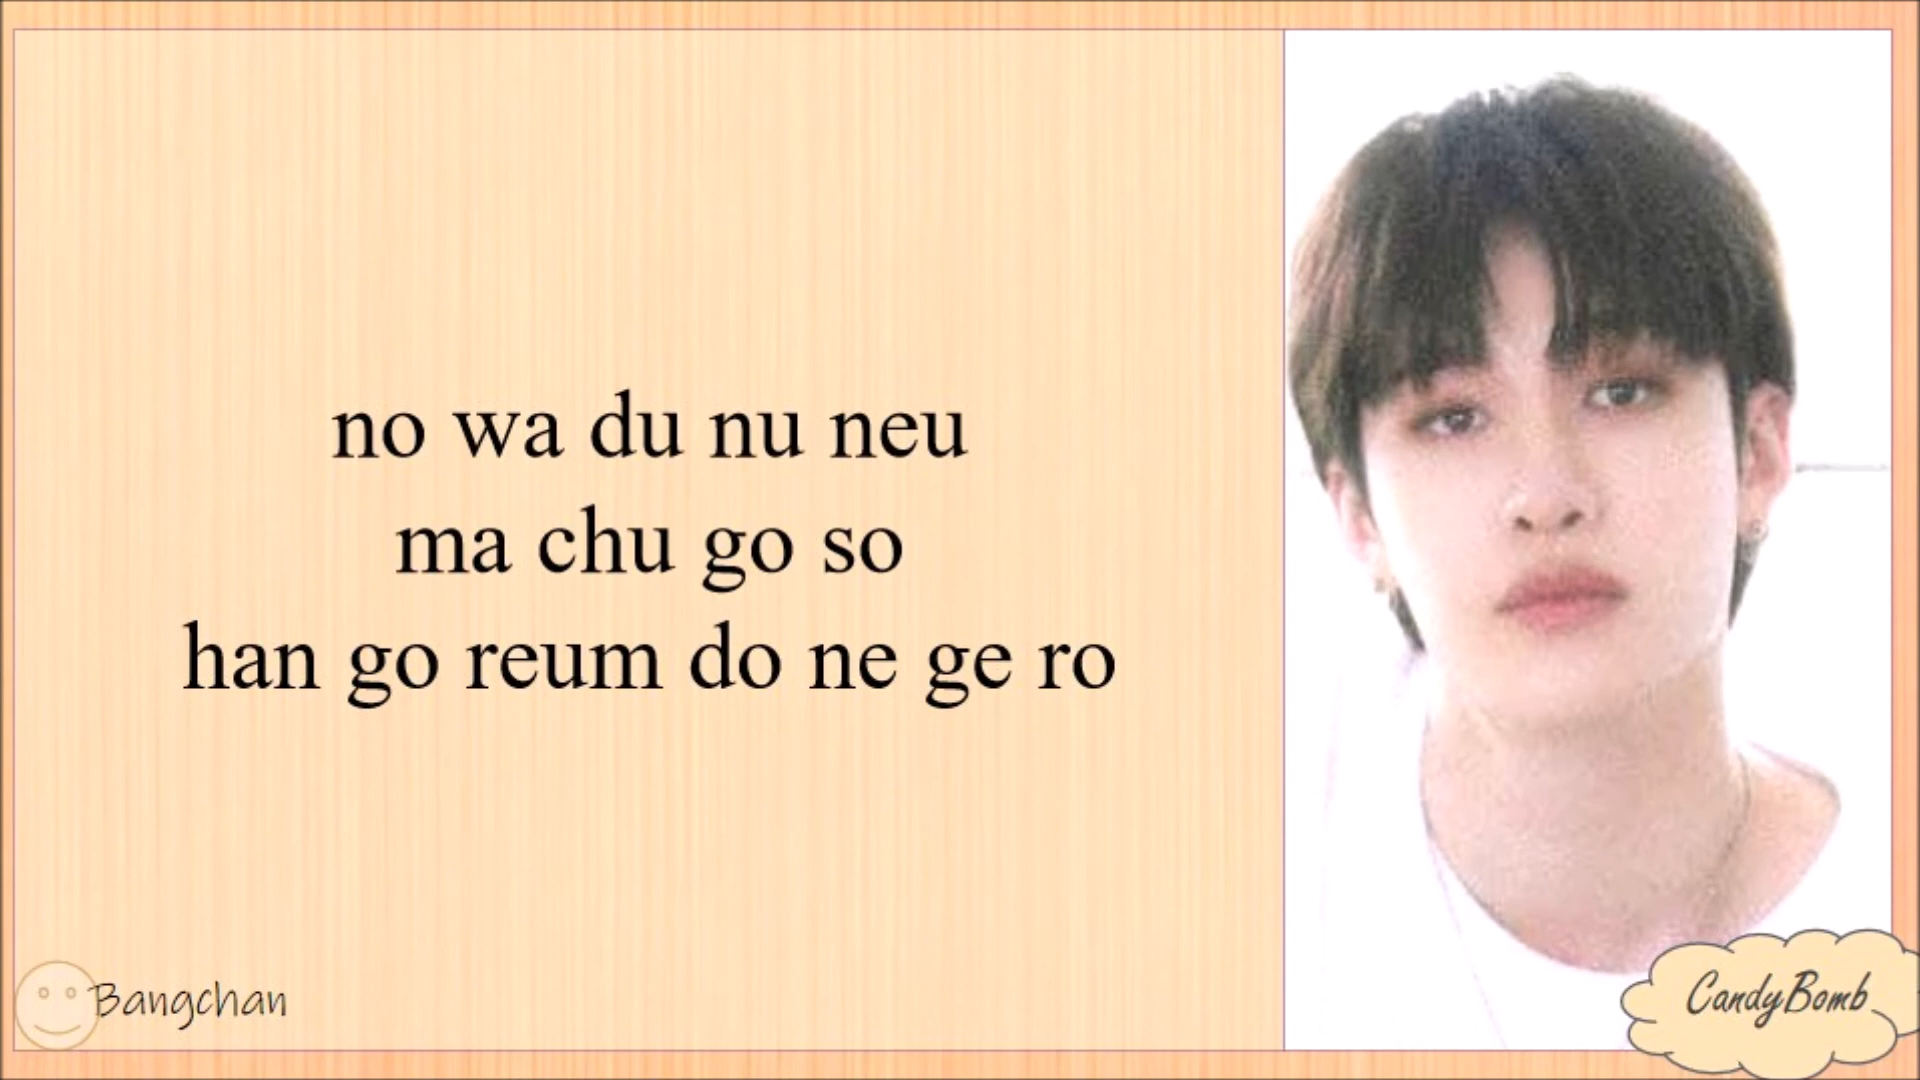 no wa du nu neu
ma chu go so
han go reum do ne ge ro
Bangchan
CandyBomb